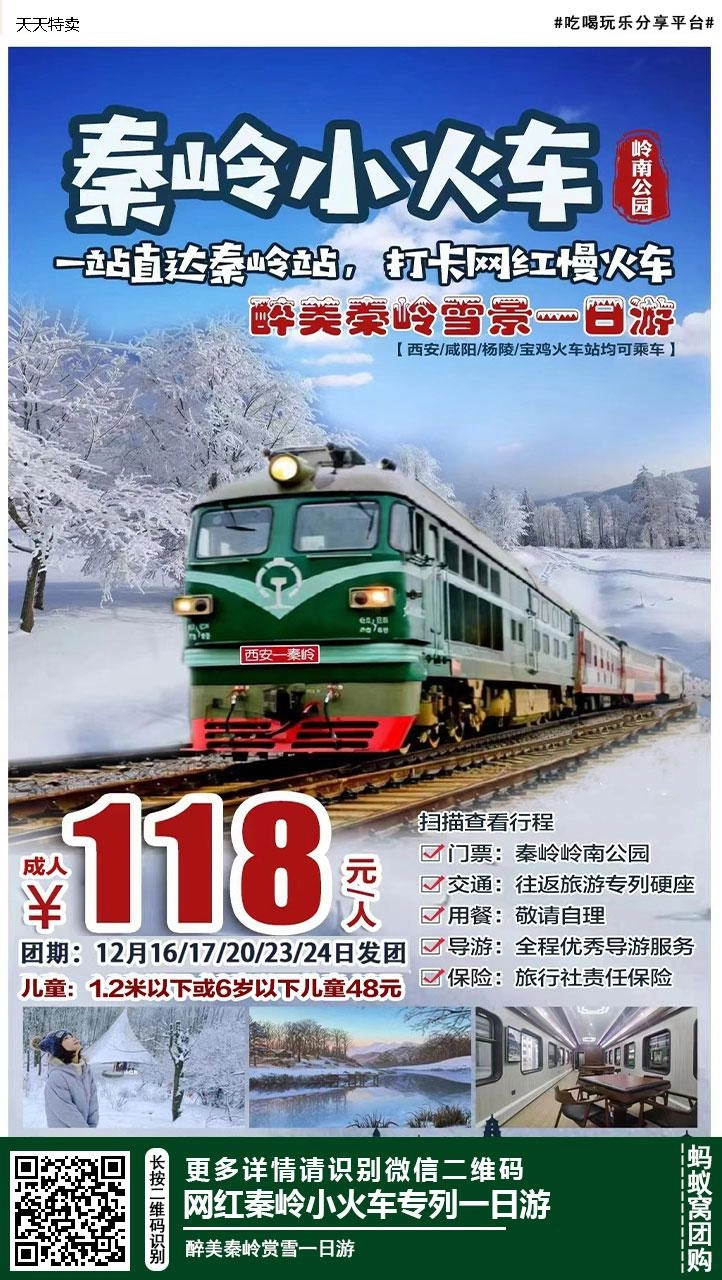 天天特卖
#吃喝玩乐分享平台#
秦岭小火车
岭南公园
一站直达秦岭站，打卡网红慢火车
醉美秦岭雪景一日游
【西安/咸阳/杨陵/宝鸡火车站均可乘车】
西安—秦岭
成人
¥118元/人
团期：12月16/17/20/23/24日发团
儿童：1.2米以下或6岁以下儿童48元
扫描查看行程
门票：秦岭岭南公园
交通：往返旅游专列硬座
用餐：敬请自理
导游：全程优秀导游服务
保险：旅行社责任保险
长按二维码识别
更多详情请识别微信二维码
网红秦岭小火车专列一日游
醉美秦岭赏雪一日游
蚂蚁窝团购